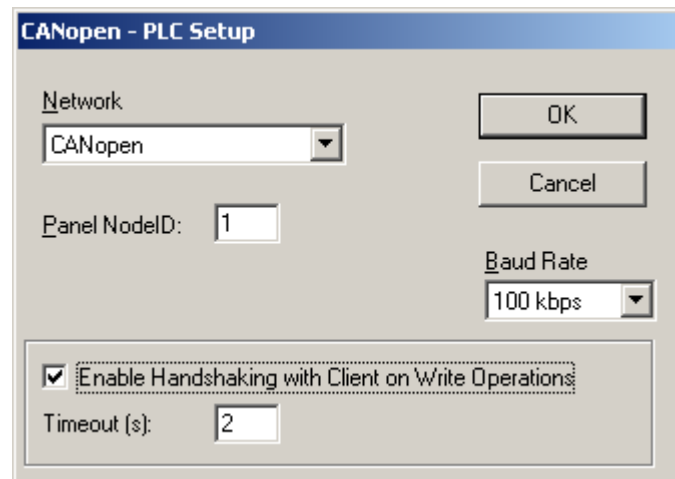 CANopen - PLC Setup
Network
CANopen
OK
Cancel
Panel NodeID: 1
Baud Rate
100 kbps
Enable Handshaking with Client on Write Operations
Timeout (s): 2